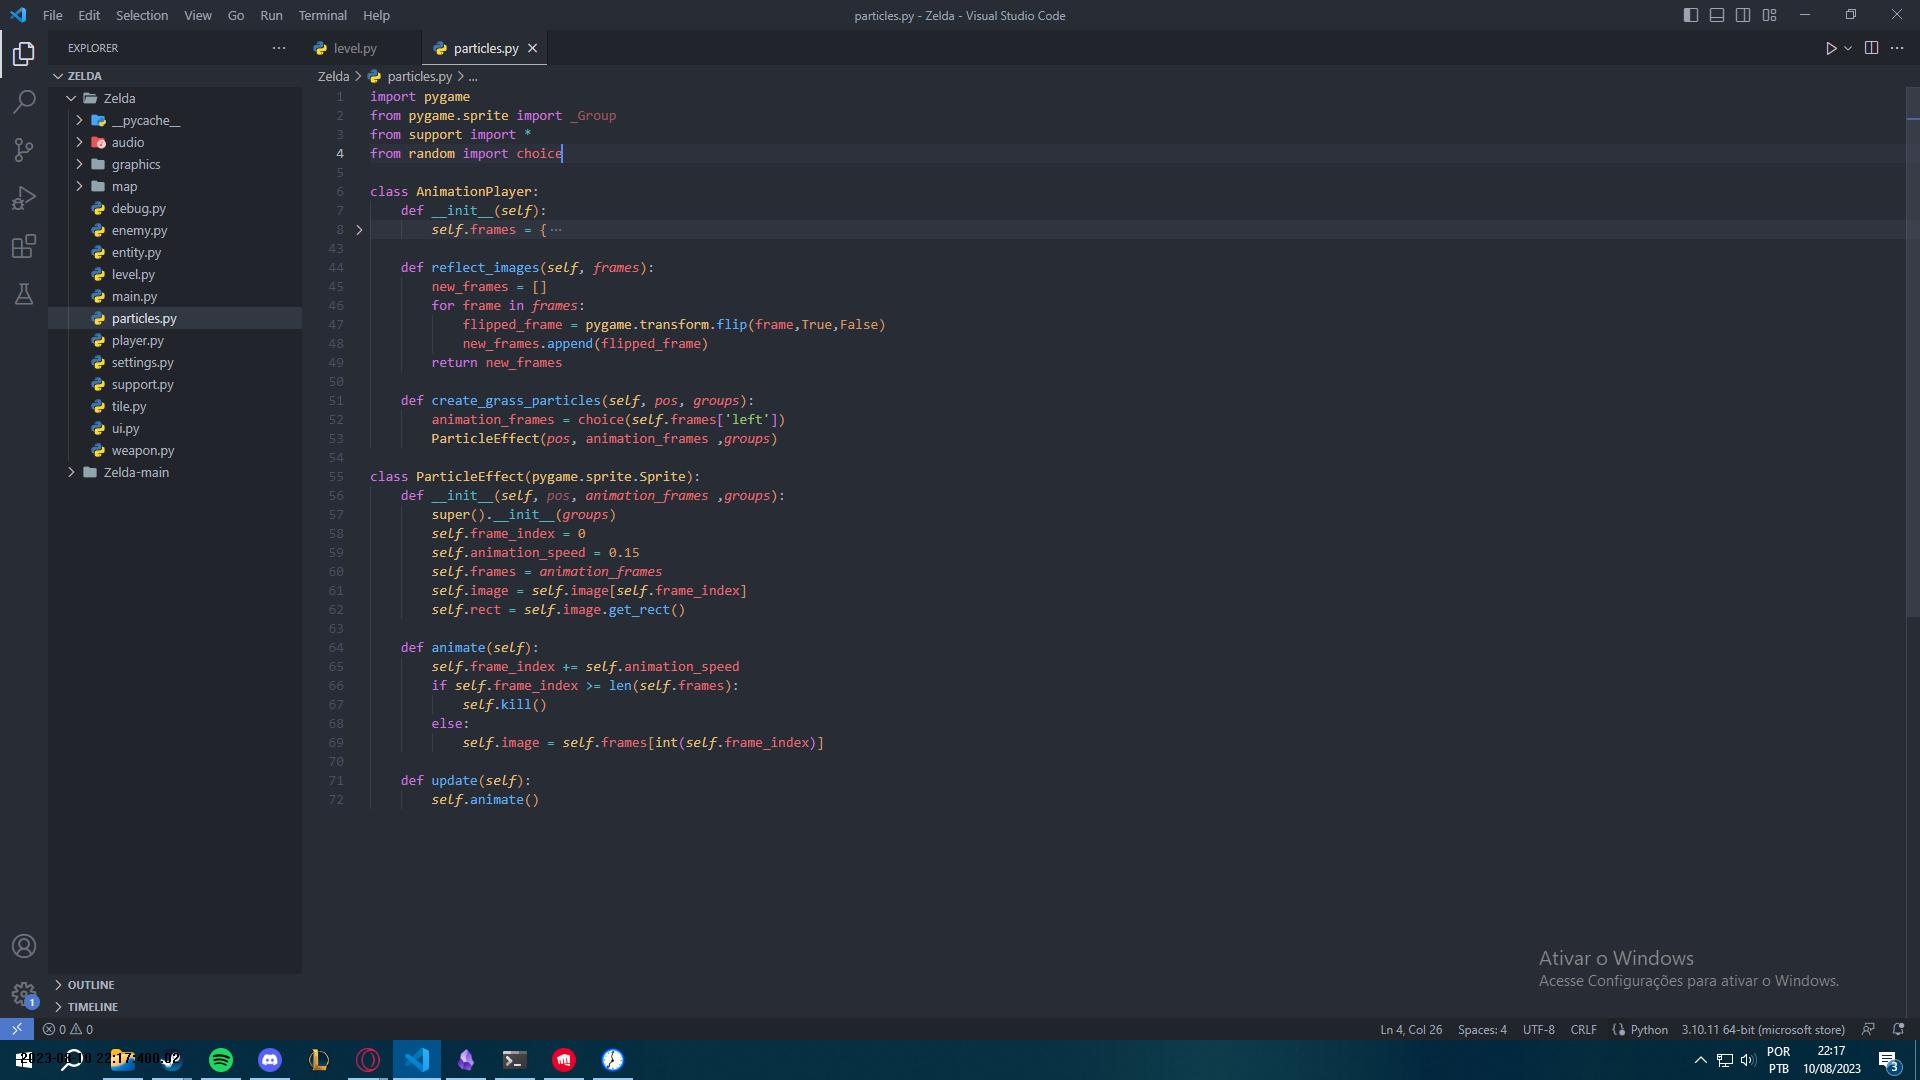 File Edit Selection View Go Run Terminal Help
particles.py - Zelda - Visual Studio Code
EXPLORER
ZELDA
Zelda
__pycache__
audio
graphics
map
debug.py
enemy.py
entity.py
level.py
main.py
particles.py
player.py
settings.py
support.py
tile.py
ui.py
weapon.py
Zelda-main
OUTLINE
TIMELINE
level.py
particles.py
Zelda > particles.py > ...
1 import pygame
2 from pygame.sprite import _Group
3 from support import *
4 from random import choice
5
6 class AnimationPlayer:
7 def __init__(self):
8 self.frames = { ...
43
44 def reflect_images(self, frames):
45 new_frames = []
46 for frame in frames:
47 flipped_frame = pygame.transform.flip(frame,True,False)
48 new_frames.append(flipped_frame)
49 return new_frames
50
51 def create_grass_particles(self, pos, groups):
52 animation_frames = choice(self.frames['left'])
53 ParticleEffect(pos, animation_frames ,groups)
54
55 class ParticleEffect(pygame.sprite.Sprite):
56 def __init__(self, pos, animation_frames ,groups):
57 super().__init__(groups)
58 self.frame_index = 0
59 self.animation_speed = 0.15
60 self.frames = animation_frames
61 self.image = self.image[self.frame_index]
62 self.rect = self.image.get_rect()
63
64 def animate(self):
65 self.frame_index += self.animation_speed
66 if self.frame_index >= len(self.frames):
67 self.kill()
68 else:
69 self.image = self.frames[int(self.frame_index)]
70
71 def update(self):
72 self.animate()
Ativar o Windows
Acesse Configurações para ativar o Windows.
1
0 0
Ln 4, Col 26 Spaces: 4 UTF-8 CRLF Python 3.10.11 64-bit (microsoft store)
POR
PTB
22:17
10/08/2023
3